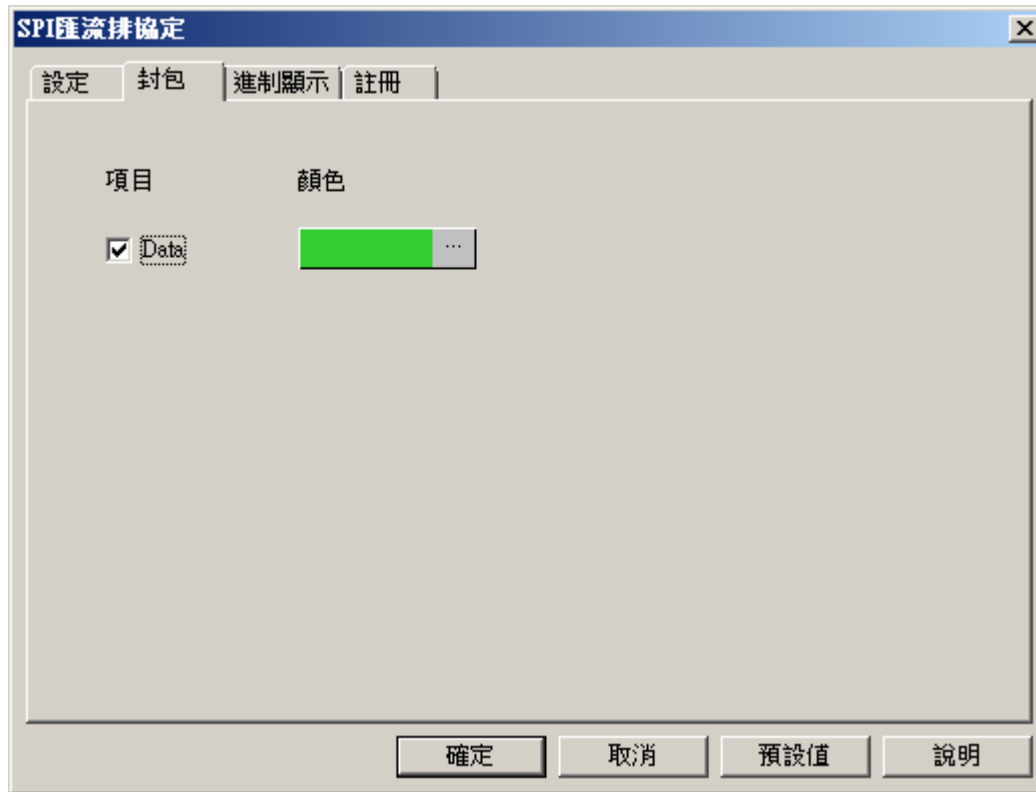 SPI匯流排協定
設定 封包 進制顯示 註冊
項目 顏色
Data ...
確定 取消 預設值 說明